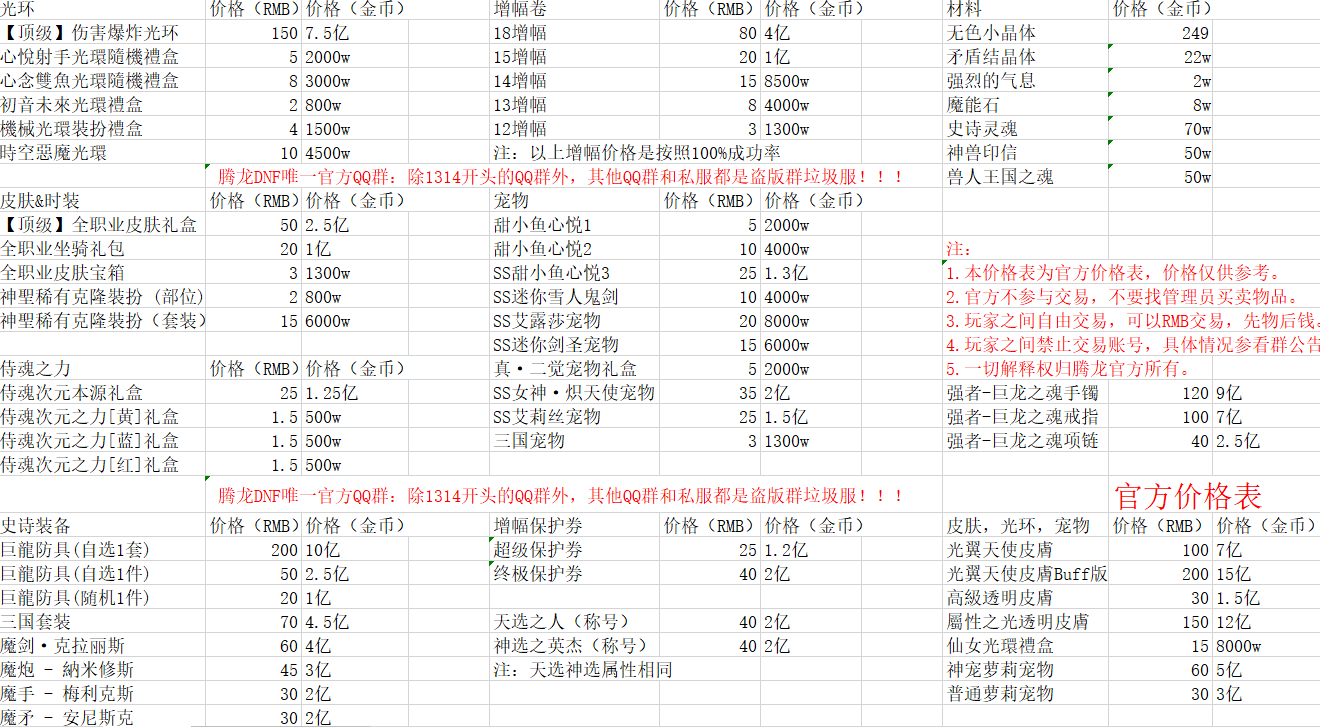 光环 价格（RMB） 价格（金币） 增幅卷 价格（RMB） 价格（金币） 材料 价格（金币）
【顶级】伤害爆炸光环 150 7.5亿 18增幅 80 4亿 无色小晶体 249
心悅射手光環隨機禮盒 5 2000w 15增幅 20 1亿 矛盾结晶体 22w
心念雙魚光環隨機禮盒 8 3000w 14增幅 15 8500w 强烈的气息 2w
初音未來光環禮盒 2 800w 13增幅 8 4000w 魔能石 8w
機械光環裝扮禮盒 4 1500w 12增幅 3 1300w 史诗灵魂 70w
時空惡魔光環 10 4500w 注：以上增幅价格是按照100%成功率 神兽印信 50w
腾龙DNF唯一官方QQ群：除1314开头的QQ群外，其他QQ群和私服都是盗版群垃圾服！！！ 兽人王国之魂 50w
皮肤&时装 价格（RMB） 价格（金币） 宠物 价格（RMB） 价格（金币）
【顶级】全职业皮肤礼盒 50 2.5亿 甜小鱼心悦1 5 2000w
全职业坐骑礼包 20 1亿 甜小鱼心悦2 10 4000w 注：
全职业皮肤宝箱 3 1300w SS甜小鱼心悦3 25 1.3亿 1.本价格表为官方价格表，价格仅供参考。
神聖稀有克隆裝扮（部位) 2 800w SS迷你雪人鬼剑 10 4000w 2.官方不参与交易，不要找管理员买卖物品。
神聖稀有克隆裝扮（套装） 15 6000w SS艾露莎宠物 20 8000w 3.玩家之间自由交易，可以RMB交易，先物后钱。
SS迷你剑圣宠物 15 6000w 4.玩家之间禁止交易账号，具体情况参看群公告
侍魂之力 价格（RMB） 价格（金币） 真·二觉宠物礼盒 5 2000w 5.一切解释权归腾龙官方所有。
侍魂次元本源礼盒 25 1.25亿 SS女神·炽天使宠物 35 2亿 强者-巨龙之魂手镯 120 9亿
侍魂次元之力[黄]礼盒 1.5 500w SS艾莉丝宠物 25 1.5亿 强者-巨龙之魂戒指 100 7亿
侍魂次元之力[蓝]礼盒 1.5 500w 三国宠物 3 1300w 强者-巨龙之魂项链 40 2.5亿
侍魂次元之力[红]礼盒 1.5 500w
腾龙DNF唯一官方QQ群：除1314开头的QQ群外，其他QQ群和私服都是盗版群垃圾服！！！ 官方价格表
史诗装备 价格（RMB） 价格（金币） 增幅保护券 价格（RMB） 价格（金币） 皮肤，光环，宠物 价格（RMB） 价格（金币）
巨龍防具(自选1套) 200 10亿 超级保护券 25 1.2亿 光翼天使皮膚 100 7亿
巨龍防具(自选1件) 50 2.5亿 终极保护券 40 2亿 光翼天使皮膚Buff版 200 15亿
巨龍防具(随机1件) 20 1亿 高級透明皮膚 30 1.5亿
三国套装 70 4.5亿 天选之人（称号） 40 2亿 屬性之光透明皮膚 150 12亿
魔剑·克拉丽斯 60 4亿 神选之英杰（称号） 40 2亿 仙女光環禮盒 15 8000w
魔炮 - 納米修斯 45 3亿 注：天选神选属性相同 神宠萝莉宠物 60 5亿
魔手 - 梅利克斯 30 2亿 普通萝莉宠物 30 3亿
魔矛 - 安尼斯克 30 2亿